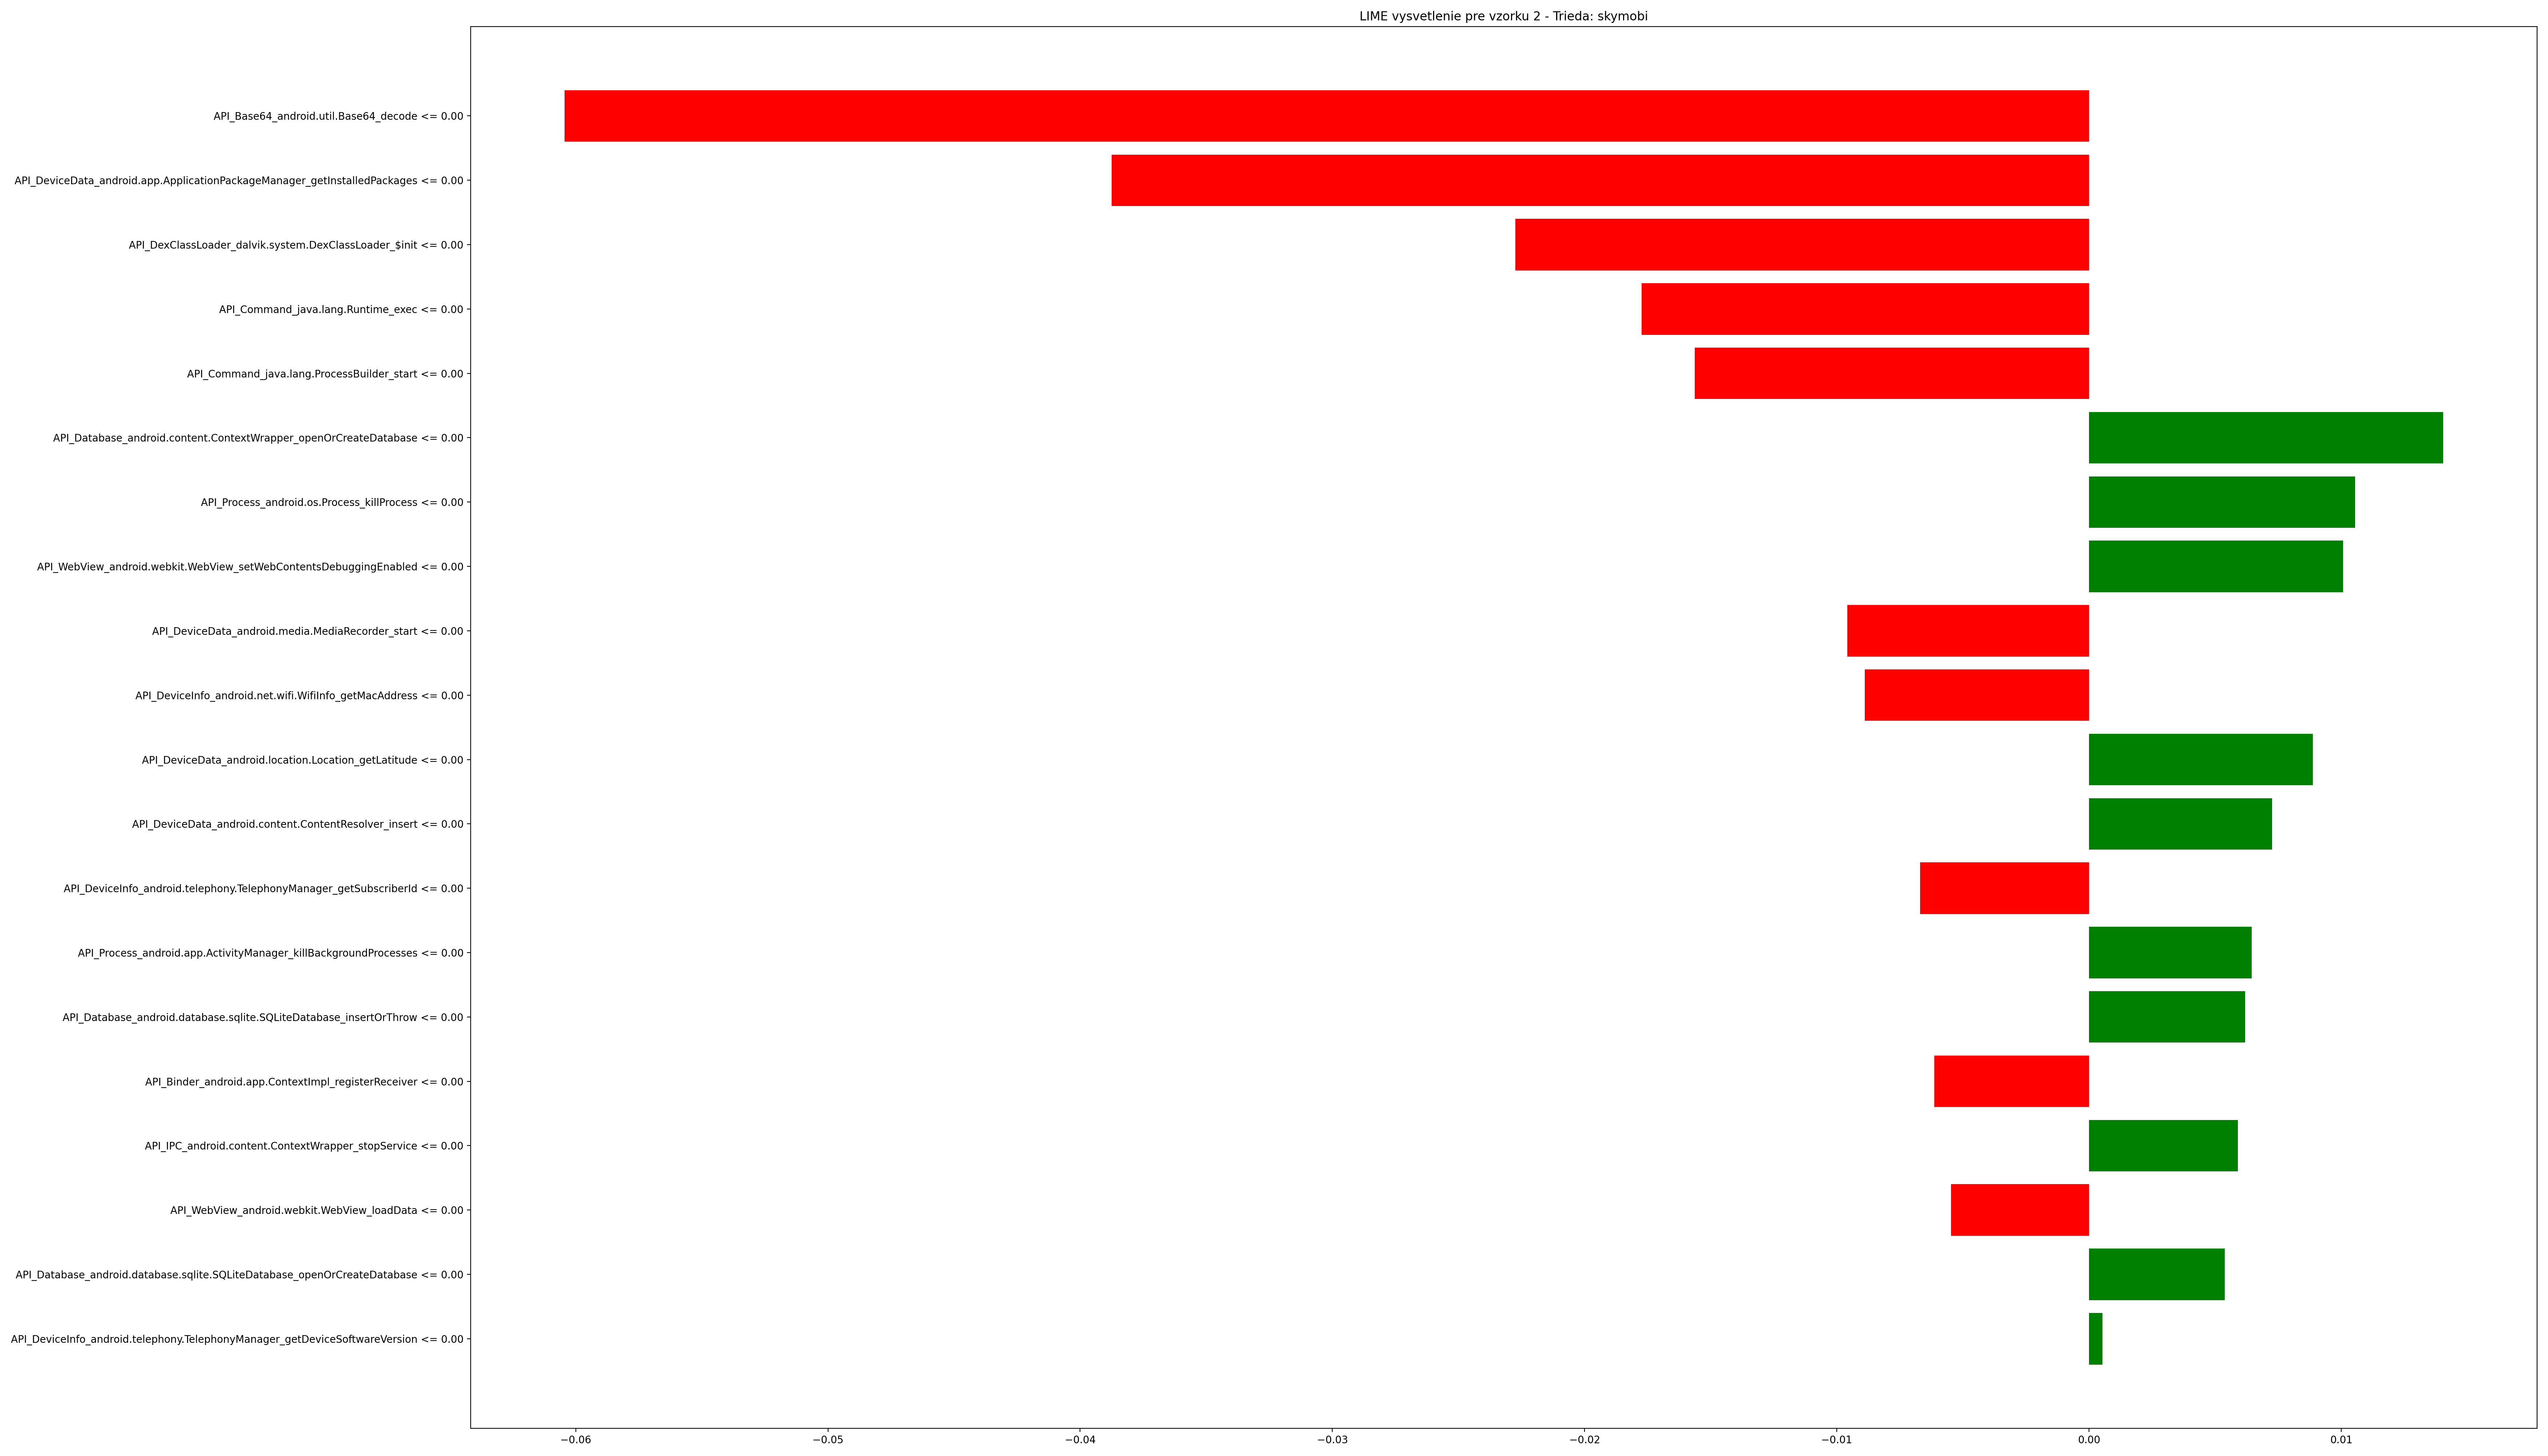 LIME vysvetlenie pre vzorku 2 - Trieda: skymobi
API_Base64_android.util.Base64_decode <= 0.00
API_DeviceData_android.app.ApplicationPackageManager_getInstalledPackages <= 0.00
API_DexClassLoader_dalvik.system.DexClassLoader_$init <= 0.00
API_Command_java.lang.Runtime_exec <= 0.00
API_Command_java.lang.ProcessBuilder_start <= 0.00
API_Database_android.content.ContextWrapper_openOrCreateDatabase <= 0.00
API_Process_android.os.Process_killProcess <= 0.00
API_WebView_android.webkit.WebView_setWebContentsDebuggingEnabled <= 0.00
API_DeviceData_android.media.MediaRecorder_start <= 0.00
API_DeviceInfo_android.net.wifi.WifiInfo_getMacAddress <= 0.00
API_DeviceData_android.location.Location_getLatitude <= 0.00
API_DeviceData_android.content.ContentResolver_insert <= 0.00
API_DeviceInfo_android.telephony.TelephonyManager_getSubscriberId <= 0.00
API_Process_android.app.ActivityManager_killBackgroundProcesses <= 0.00
API_Database_android.database.sqlite.SQLiteDatabase_insertOrThrow <= 0.00
API_Binder_android.app.ContextImpl_registerReceiver <= 0.00
API_IPC_android.content.ContextWrapper_stopService <= 0.00
API_WebView_android.webkit.WebView_loadData <= 0.00
API_Database_android.database.sqlite.SQLiteDatabase_openOrCreateDatabase <= 0.00
API_DeviceInfo_android.telephony.TelephonyManager_getDeviceSoftwareVersion <= 0.00
−0.06 −0.05 −0.04 −0.03 −0.02 −0.01 0.00 0.01